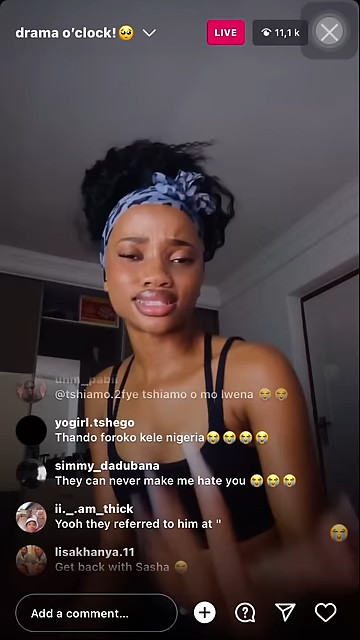 drama o'clock!🥺
LIVE
11,1 k
uhm_pabii
@tshiamo.2fye tshiamo o mo lwena 😭😭
yogirl.tshego
Thando foroko kele nigeria😭😭😭😭
simmy_dadubana
They can never make me hate you 😭😭😭
ii._.am_thick
Yooh they referred to him at "
lisakhanya.11
Get back with Sasha 😁
Add a comment...